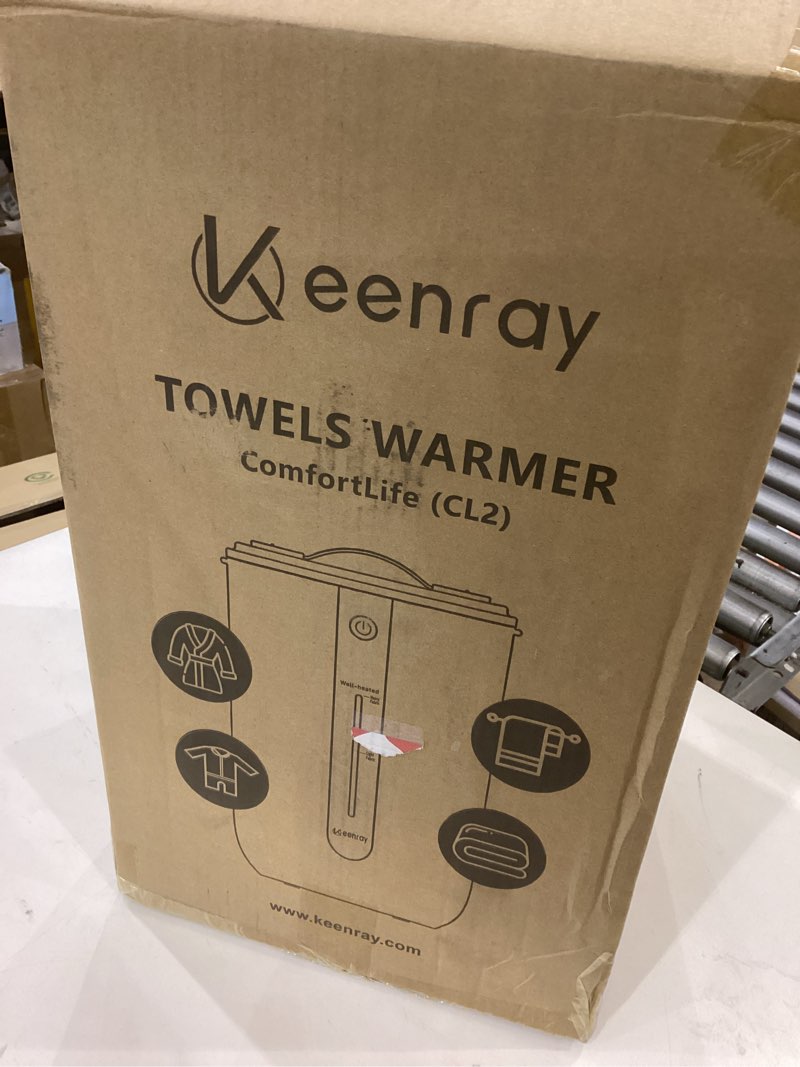 Keenray
TOWELS WARMER
ComfortLife (CL2)
Well-heated
Keenray
www.keenray.com